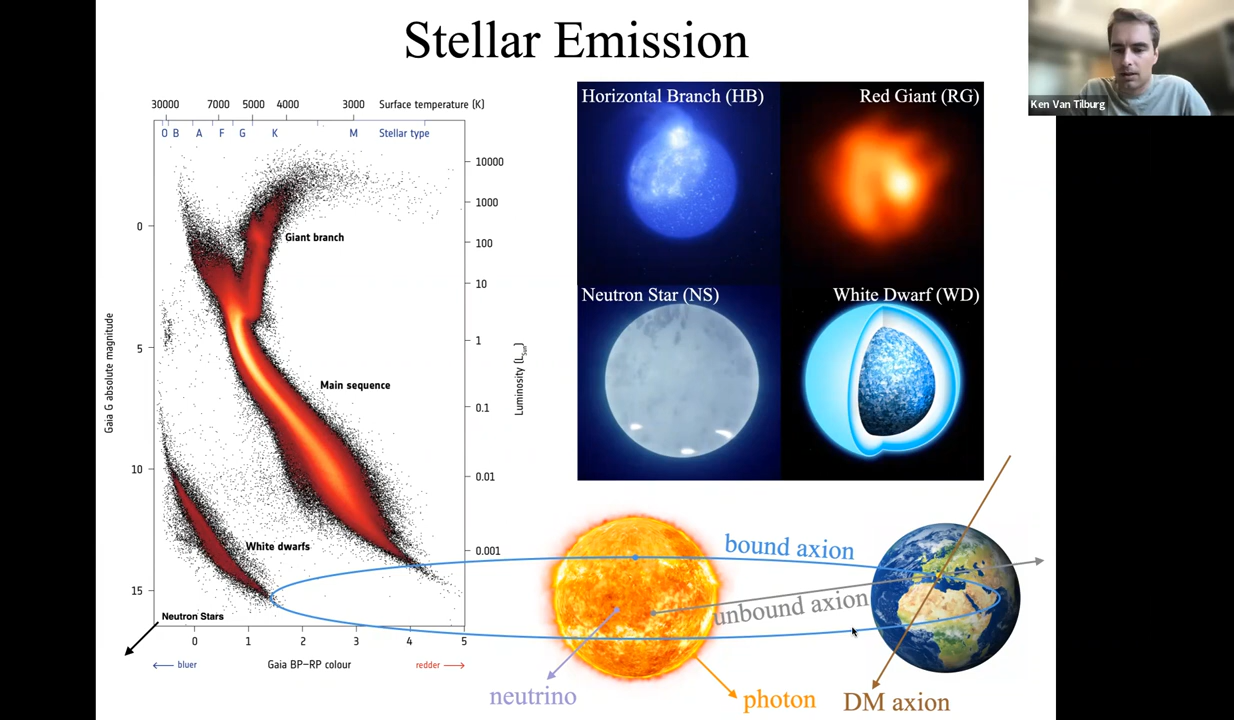 Stellar Emission
Ken Van Tilburg
30000 7000 5000 4000 3000 Surface temperature [K]
O B A F G K M Stellar type
10000
1000
0
Giant branch
100
10
1
5
Main sequence
0.1
Gaia G absolute magnitude
Luminosity [L Sun]
10
0.01
White dwarfs
0.001
15
Neutron Stars
0 1 2 3 4 5
bluer Gaia BP–RP colour redder
Horizontal Branch (HB)
Red Giant (RG)
Neutron Star (NS)
White Dwarf (WD)
bound axion
unbound axion
neutrino
photon
DM axion